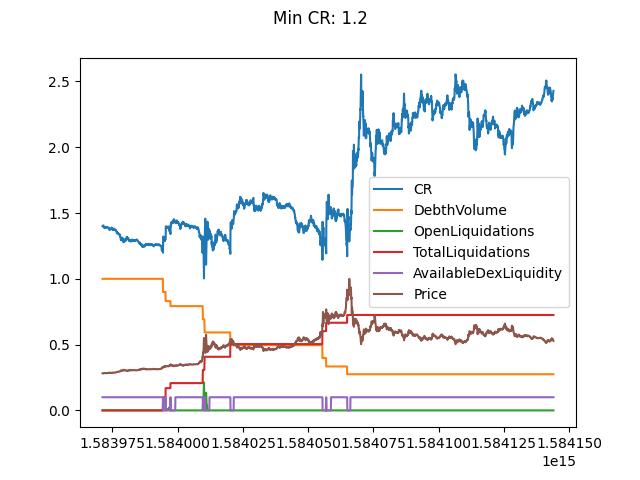 Min CR: 1.2
2.5
2.0
1.5
1.0
0.5
0.0
CR
DebthVolume
OpenLiquidations
TotalLiquidations
AvailableDexLiquidity
Price
1.583975 1.584000 1.584025 1.584050 1.584075 1.584100 1.584125 1.584150
1e15